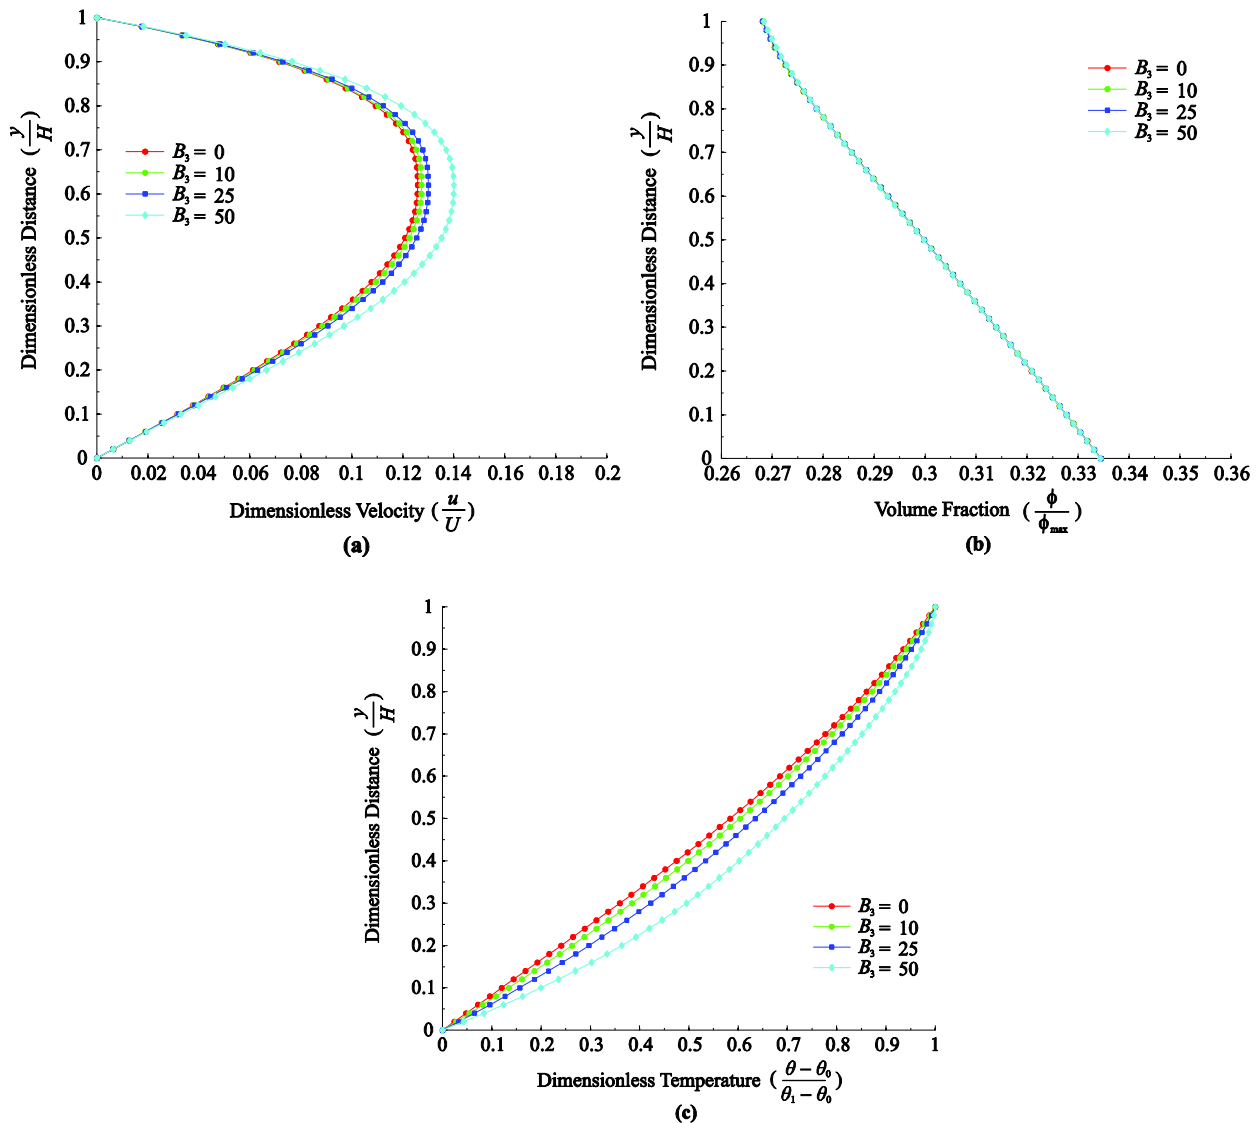 1
0.9
0.8
0.7
0.6
0.5
0.4
0.3
0.2
0.1
0
Dimensionless Distance (y/H)
B₃ = 0
B₃ = 10
B₃ = 25
B₃ = 50
0 0.02 0.04 0.06 0.08 0.1 0.12 0.14 0.16 0.18 0.2
Dimensionless Velocity (u/U)
(a)
1
0.9
0.8
0.7
0.6
0.5
0.4
0.3
0.2
0.1
0
Dimensionless Distance (y/H)
B₃ = 0
B₃ = 10
B₃ = 25
B₃ = 50
0.26 0.27 0.28 0.29 0.3 0.31 0.32 0.33 0.34 0.35 0.36
Volume Fraction (ϕ/ϕmax)
(b)
1
0.9
0.8
0.7
0.6
0.5
0.4
0.3
0.2
0.1
0
Dimensionless Distance (y/H)
B₃ = 0
B₃ = 10
B₃ = 25
B₃ = 50
0 0.1 0.2 0.3 0.4 0.5 0.6 0.7 0.8 0.9 1
Dimensionless Temperature (θ − θ₀/θ₁ − θ₀)
(c)